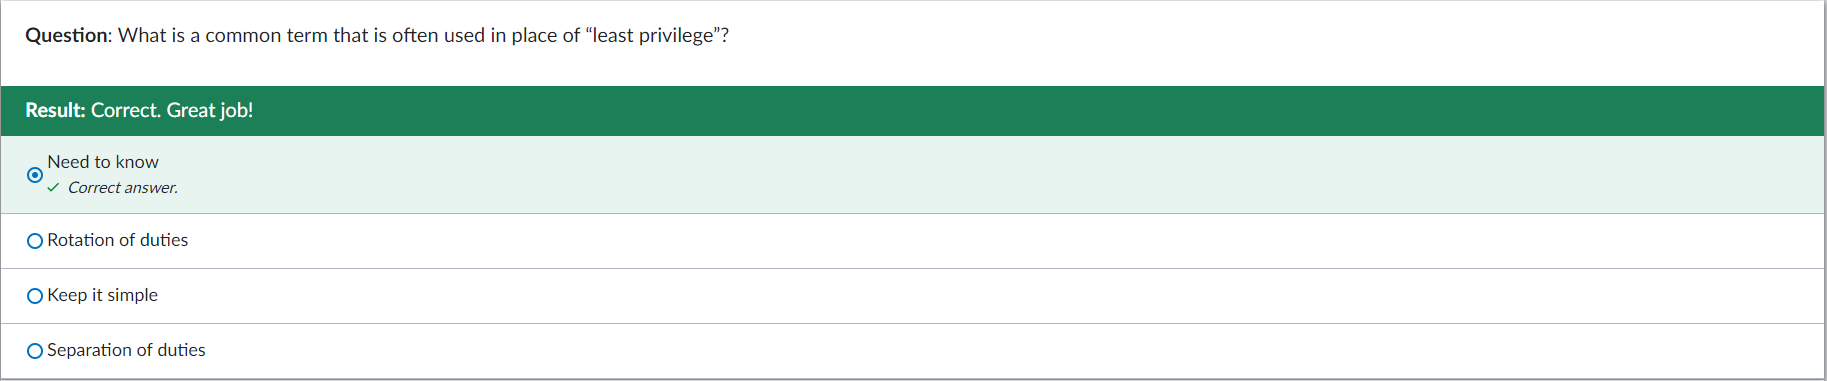 Question: What is a common term that is often used in place of “least privilege”?
Result: Correct. Great job!
Need to know
Correct answer.
Rotation of duties
Keep it simple
Separation of duties